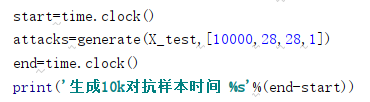 start=time.clock()
attacks=generate(X_test,[10000,28,28,1])
end=time.clock()
print('生成10k对抗样本时间 %s'%(end-start))